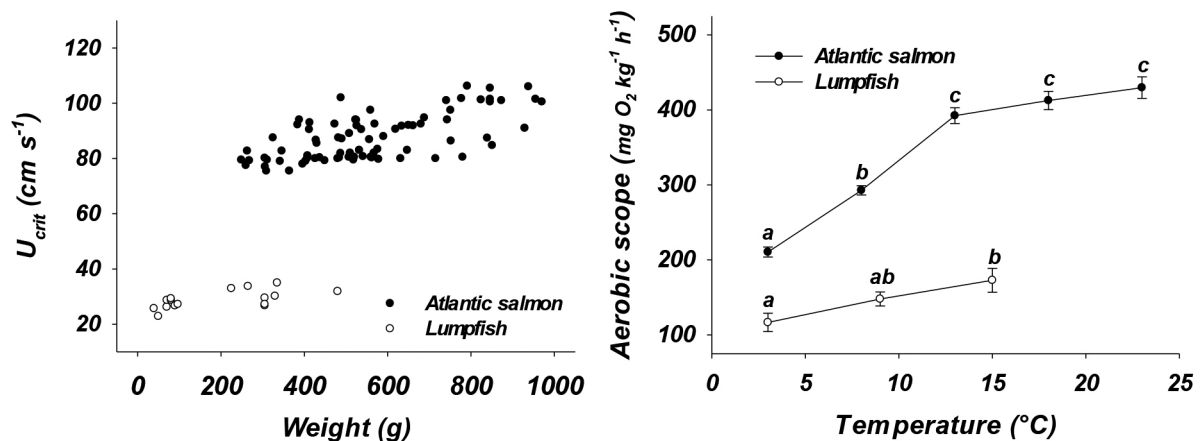 U_crit (cm s⁻¹)
120
100
80
60
40
20
Atlantic salmon
Lumpfish
0
200
400
600
800
1000
Weight (g)
Aerobic scope (mg O₂ kg⁻¹ h⁻¹)
500
400
300
200
100
Atlantic salmon
Lumpfish
a
b
c
c
c
a
ab
b
0
5
10
15
20
25
Temperature (°C)